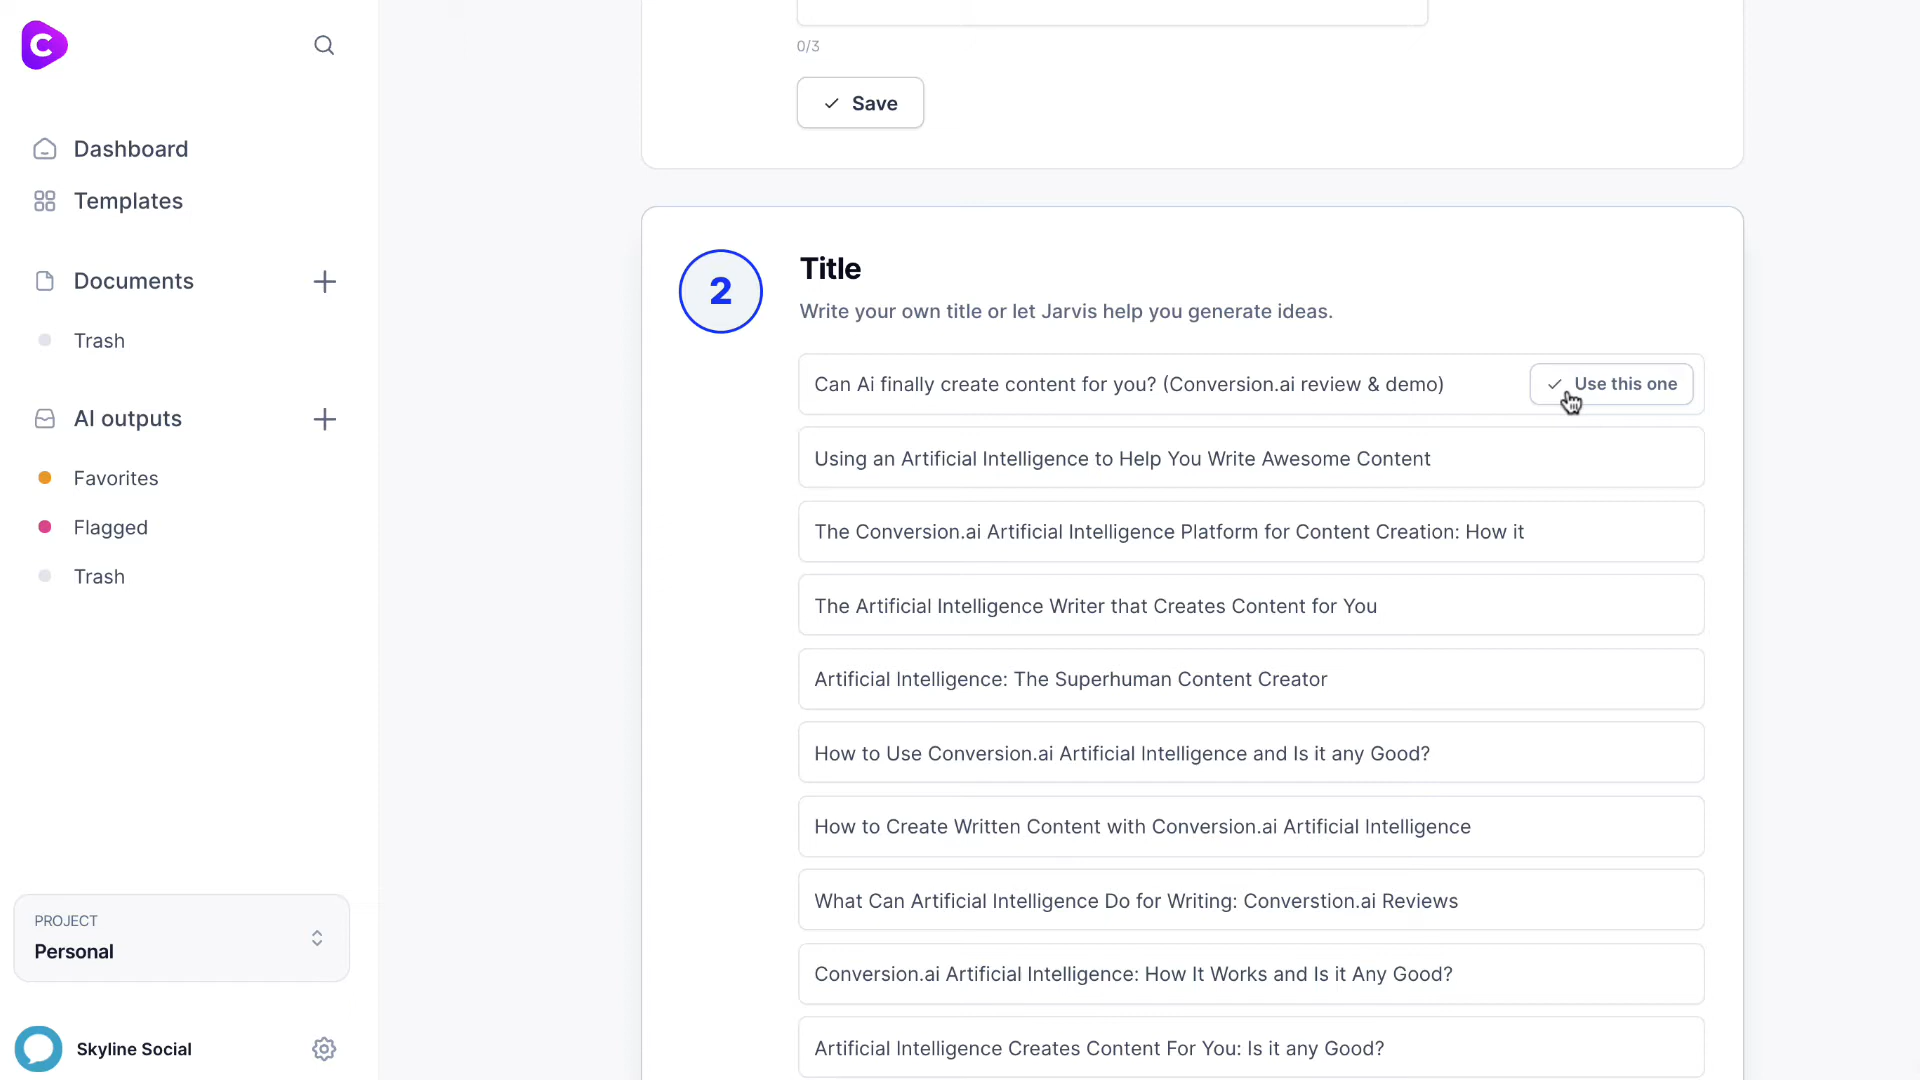 C
Dashboard
Templates
Documents
Trash
AI outputs
Favorites
Flagged
Trash
PROJECT
Personal
Skyline Social
0/3
Save
2
Title
Write your own title or let Jarvis help you generate ideas.
Can Ai finally create content for you? (Conversion.ai review & demo)
Use this one
Using an Artificial Intelligence to Help You Write Awesome Content
The Conversion.ai Artificial Intelligence Platform for Content Creation: How it
The Artificial Intelligence Writer that Creates Content for You
Artificial Intelligence: The Superhuman Content Creator
How to Use Conversion.ai Artificial Intelligence and Is it any Good?
How to Create Written Content with Conversion.ai Artificial Intelligence
What Can Artificial Intelligence Do for Writing: Converstion.ai Reviews
Conversion.ai Artificial Intelligence: How It Works and Is it Any Good?
Artificial Intelligence Creates Content For You: Is it any Good?